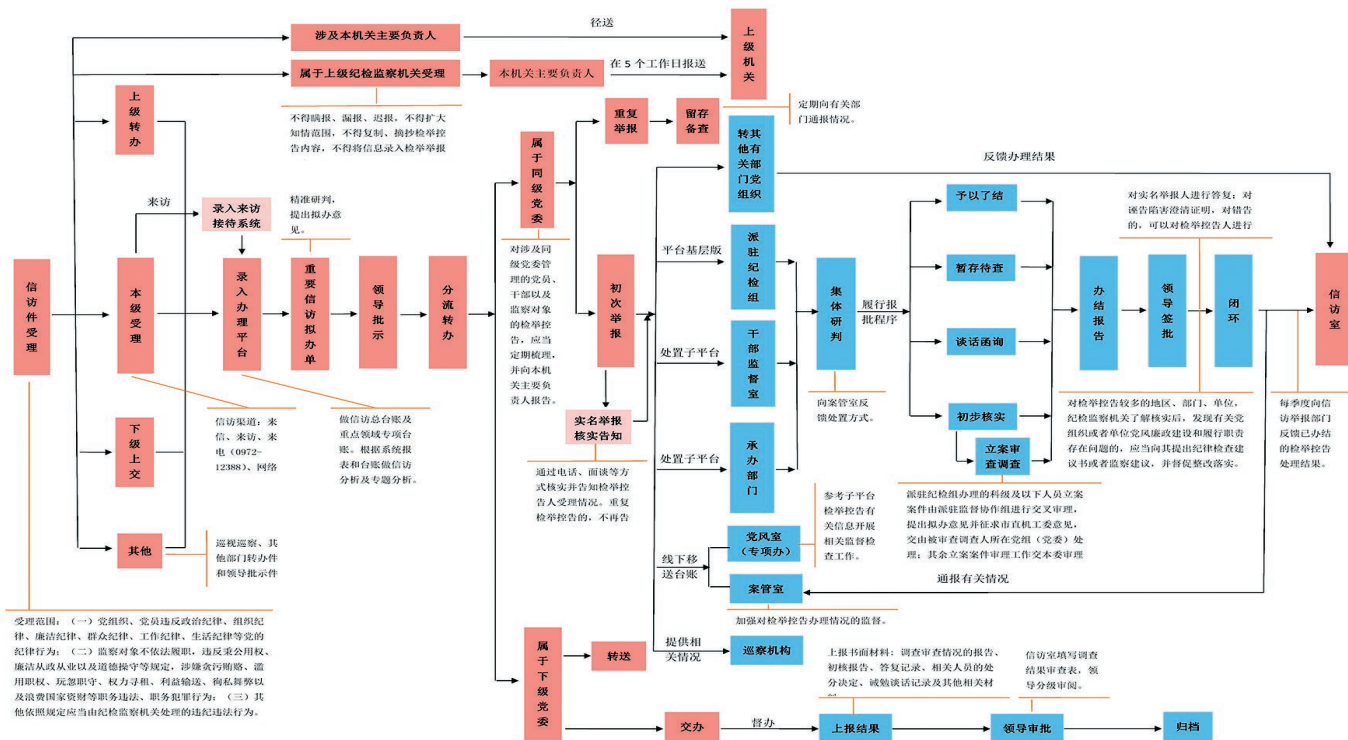 涉及本机关主要负责人
径送
上级机关
属于上级纪检监察机关受理
本机关主要负责人
在 5 个工作日报送
不得瞒报、漏报、迟报,不得扩大
知情范围,不得复制、摘抄检举控
告内容,不得将信息录入检举举报
上级转办
信访件受理
本级受理
下级上交
其他
巡视巡察、其
他部门转办件
和领导批示件
来访
录入来访
接待系统
录入办理平台
精准研判,
提出拟办意
见。
重要信访拟办单
领导批示
分流转办
信访渠道:来
信、来访、来
电(0972-
12388)、网络
做信访总台账及
重点领域专项台
账。根据系统报
表和台账做信访
分析及专题分析。
受理范围:(一)党组织、党员违反政治纪律、组织纪
律、廉洁纪律、群众纪律、工作纪律、生活纪律等党的
纪律行为;(二)监察对象不依法履职,违反秉公用权、
廉洁从政从业以及道德操守等规定,涉嫌贪污贿赂、滥
用职权、玩忽职守、权力寻租、利益输送、徇私舞弊以
及浪费国家资财等职务违法、职务犯罪行为;(三)其
他依照规定应当由纪检监察机关处理的违纪违法行为。
属于同级党委
对涉及同
级党委管
理的党员、
干部以及
监察对象
的检举控
告,应当
定期梳理,
并向本机
关主要负
责人报告。
重复
举报
留存
备查
定期向有关部
门通报情况。
初次举报
实名举报
核实告知
通过电话、面谈等方
式核实并告知检举控
告人受理情况。重复
检举控告的,不再告
转其他有关部门党组织
反馈办理结果
平台基层版
派驻纪检组
处置子平台
干部监督室
处置子平台
承办部门
集体研判
向案管室反
馈处置方式。
履行报
批程序
予以了结
暂存待查
谈话函询
初步核实
立案审
查调查
派驻纪检组办理的科级及以下人员立案
案件由派驻监督协作组进行交叉审理,
提出拟办意见并征求市直机工委意见,
交由被审查调查人所在党组(党委)处
理;其余立案案件审理工作交本委审理
办结报告
领导签批
闭环
信访室
对实名举报人进行答复;对
诬告陷害澄清证明,对错告
的,可以对检举控告人进行
对检举控告较多的地区、部门、单位,
纪检监察机关了解核实后,发现有关党
组织或者单位党风廉政建设和履行职责
存在问题的,应当向其提出纪律检查建
议书或者监察建议,并督促整改落实。
每季度向信
访举报部门
反馈已办结
的检举控告
处理结果。
线下移
送台账
党风室
(专项办)
参考子平台
检举控告有
关信息开展
相关监督检
查工作。
案管室
通报有关情况
加强对检举控告办理情况的监督。
提供相
关情况
巡察机构
属于下级党委
转送
交办
督办
上报书面材料:调查审查情况的报告、
初核报告、答复记录、相关人员的处
分决定、诫勉谈话记录及其他相关材
上报结果
信访室填写调查
结果审查表,领
导分级审阅。
领导审批
归档